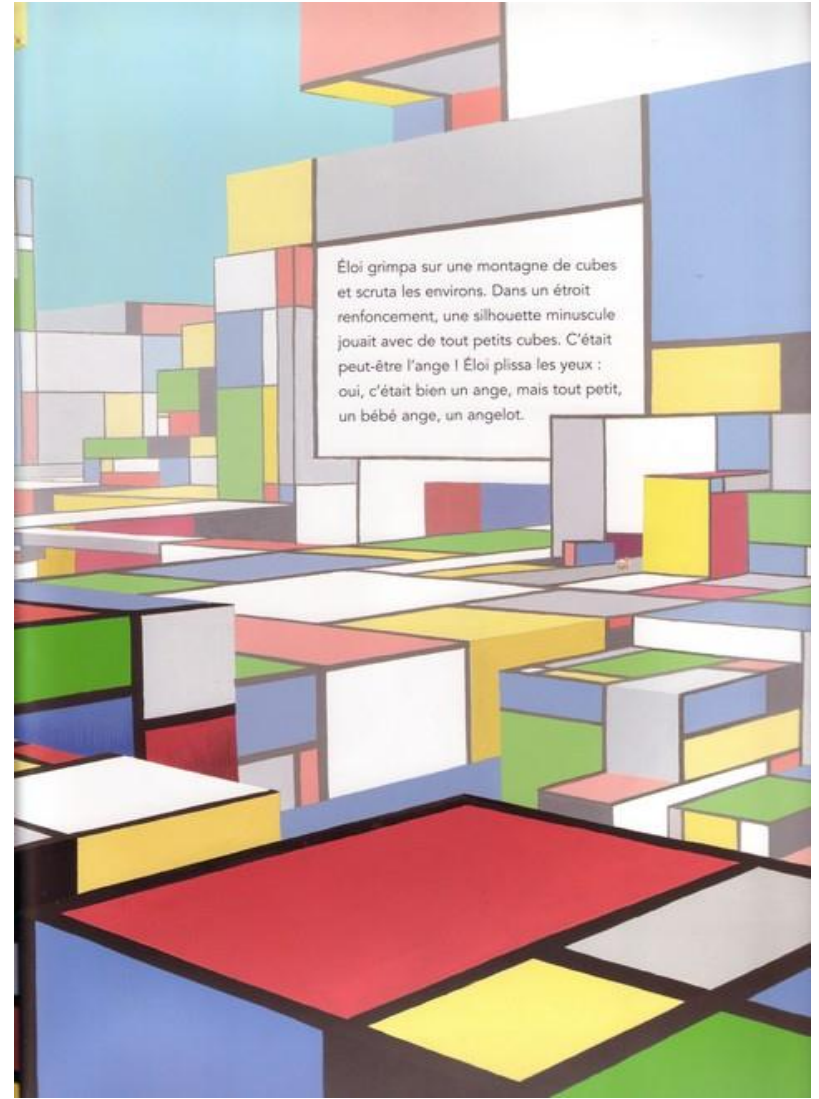 Éloi grimpa sur une montagne de cubes
et scruta les environs. Dans un étroit
renfoncement, une silhouette minuscule
jouait avec de tout petits cubes. C'était
peut-être l'ange ! Éloi plissa les yeux :
oui, c'était bien un ange, mais tout petit,
un bébé ange, un angelot.